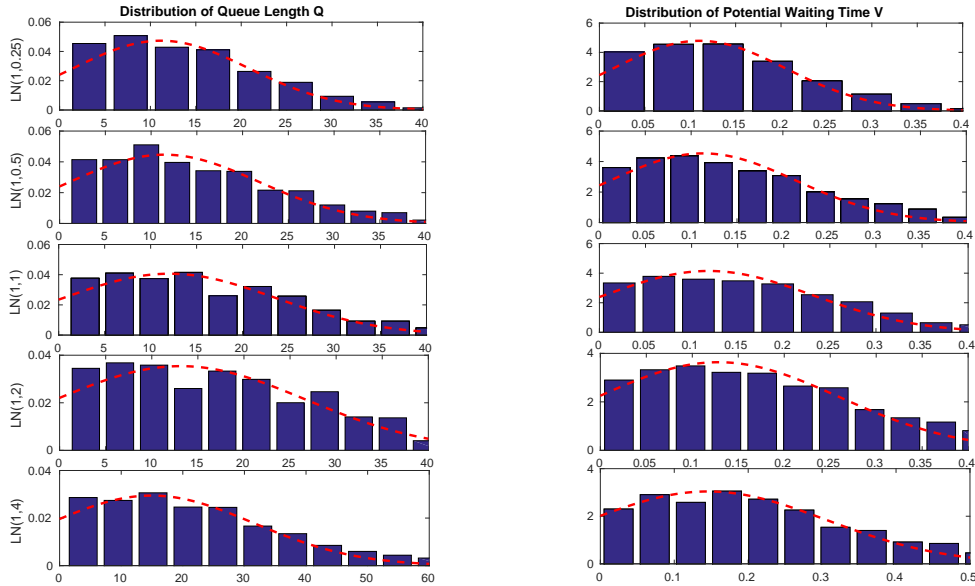 Distribution of Queue Length Q
0.06
0.04
0.02
0
LN(1,0.25)
0 5 10 15 20 25 30 35 40
0.06
0.04
0.02
0
LN(1,0.5)
0 5 10 15 20 25 30 35 40
0.06
0.04
0.02
0
LN(1,1)
0 5 10 15 20 25 30 35 40
0.04
0.02
0
LN(1,2)
0 5 10 15 20 25 30 35 40
0.04
0.02
0
LN(1,4)
0 10 20 30 40 50 60
Distribution of Potential Waiting Time V
6
4
2
0
0 0.05 0.1 0.15 0.2 0.25 0.3 0.35 0.4
6
4
2
0
0 0.05 0.1 0.15 0.2 0.25 0.3 0.35 0.4
6
4
2
0
0 0.05 0.1 0.15 0.2 0.25 0.3 0.35 0.4
4
2
0
0 0.05 0.1 0.15 0.2 0.25 0.3 0.35 0.4
4
2
0
0 0.1 0.2 0.3 0.4 0.5